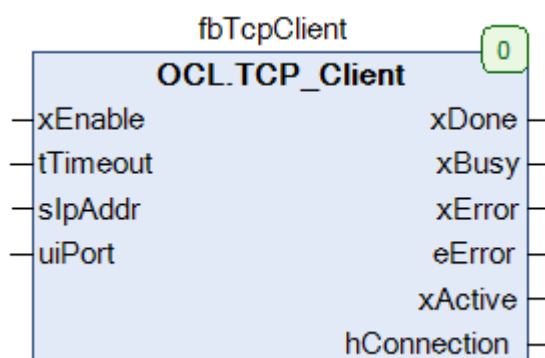 fbTcpClient
0
OCL.TCP_Client
xEnable xDone
tTimeout xBusy
sIpAddr xError
uiPort eError
xActive
hConnection